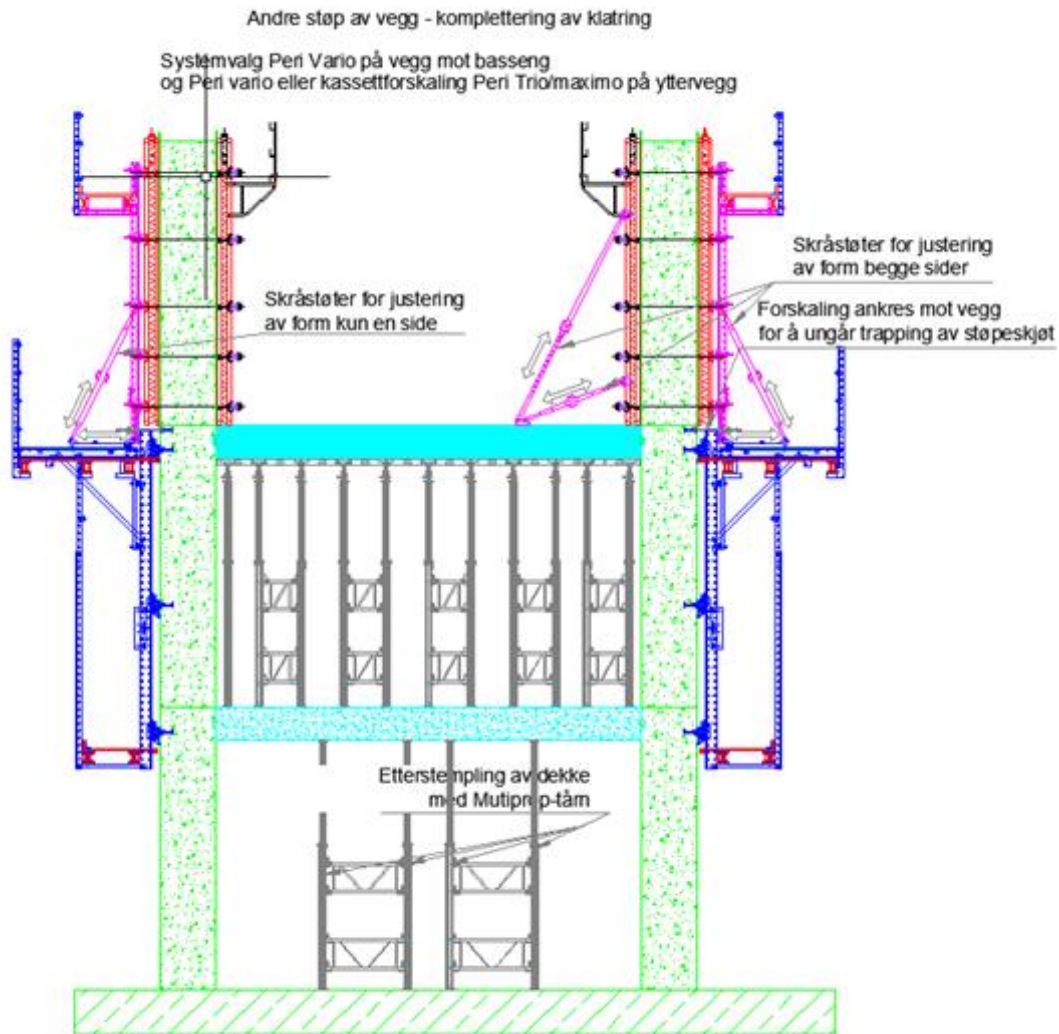 Andre støp av vegg - komplettering av klatring
Systemvalg Peri Vario på vegg mot basseng
og Peri vario eller kassettforskaling Peri Trio/maximo på yttervegg
Skråstøter for justering
av form begge sider
Skråstøter for justering
av form kun en side
Forskaling ankres mot vegg
for å ungår trapping av støpeskjøt
Etterstempling av dekke
med Mutiprop-tårn